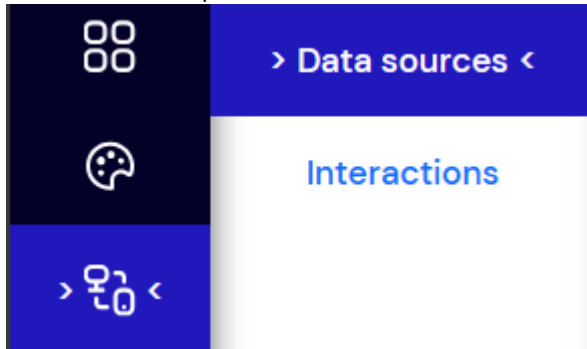 > Data sources <
Interactions
> <